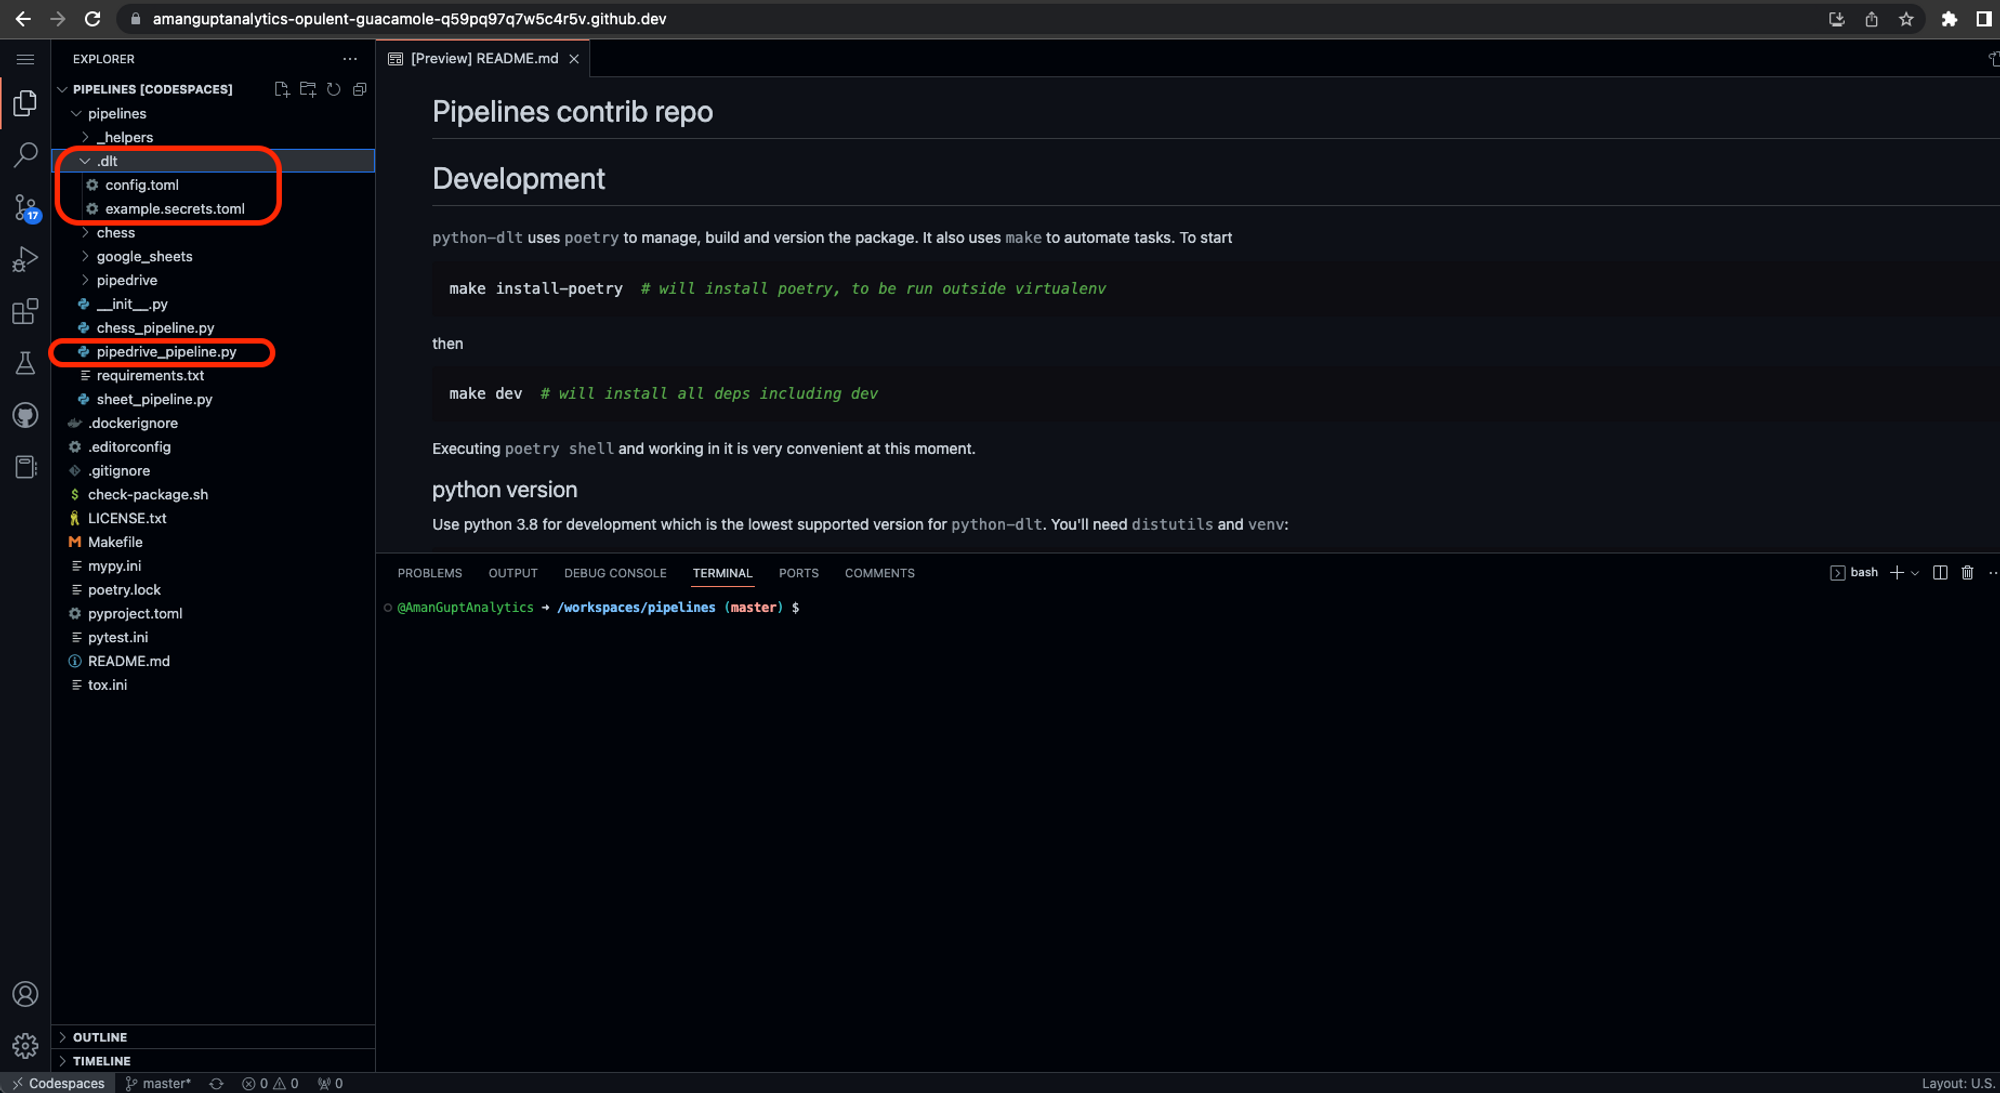 amanguptanalytics-opulent-guacamole-q59pq97q7w5c4r5v.github.dev
EXPLORER
PIPELINES [CODESPACES]
pipelines
_helpers
.dlt
config.toml
example.secrets.toml
chess
google_sheets
pipedrive
__init__.py
chess_pipeline.py
pipedrive_pipeline.py
requirements.txt
sheet_pipeline.py
.dockerignore
.editorconfig
.gitignore
$ check-package.sh
LICENSE.txt
M Makefile
mypy.ini
poetry.lock
pyproject.toml
pytest.ini
README.md
tox.ini
17
OUTLINE
TIMELINE
[Preview] README.md
Pipelines contrib repo
Development
python-dlt uses poetry to manage, build and version the package. It also uses make to automate tasks. To start
make install-poetry # will install poetry, to be run outside virtualenv
then
make dev # will install all deps including dev
Executing poetry shell and working in it is very convenient at this moment.
python version
Use python 3.8 for development which is the lowest supported version for python-dlt. You'll need distutils and venv:
PROBLEMS OUTPUT DEBUG CONSOLE TERMINAL PORTS COMMENTS
bash
@AmanGuptAnalytics → /workspaces/pipelines (master) $
Codespaces master* 0 0 0
Layout: U.S.